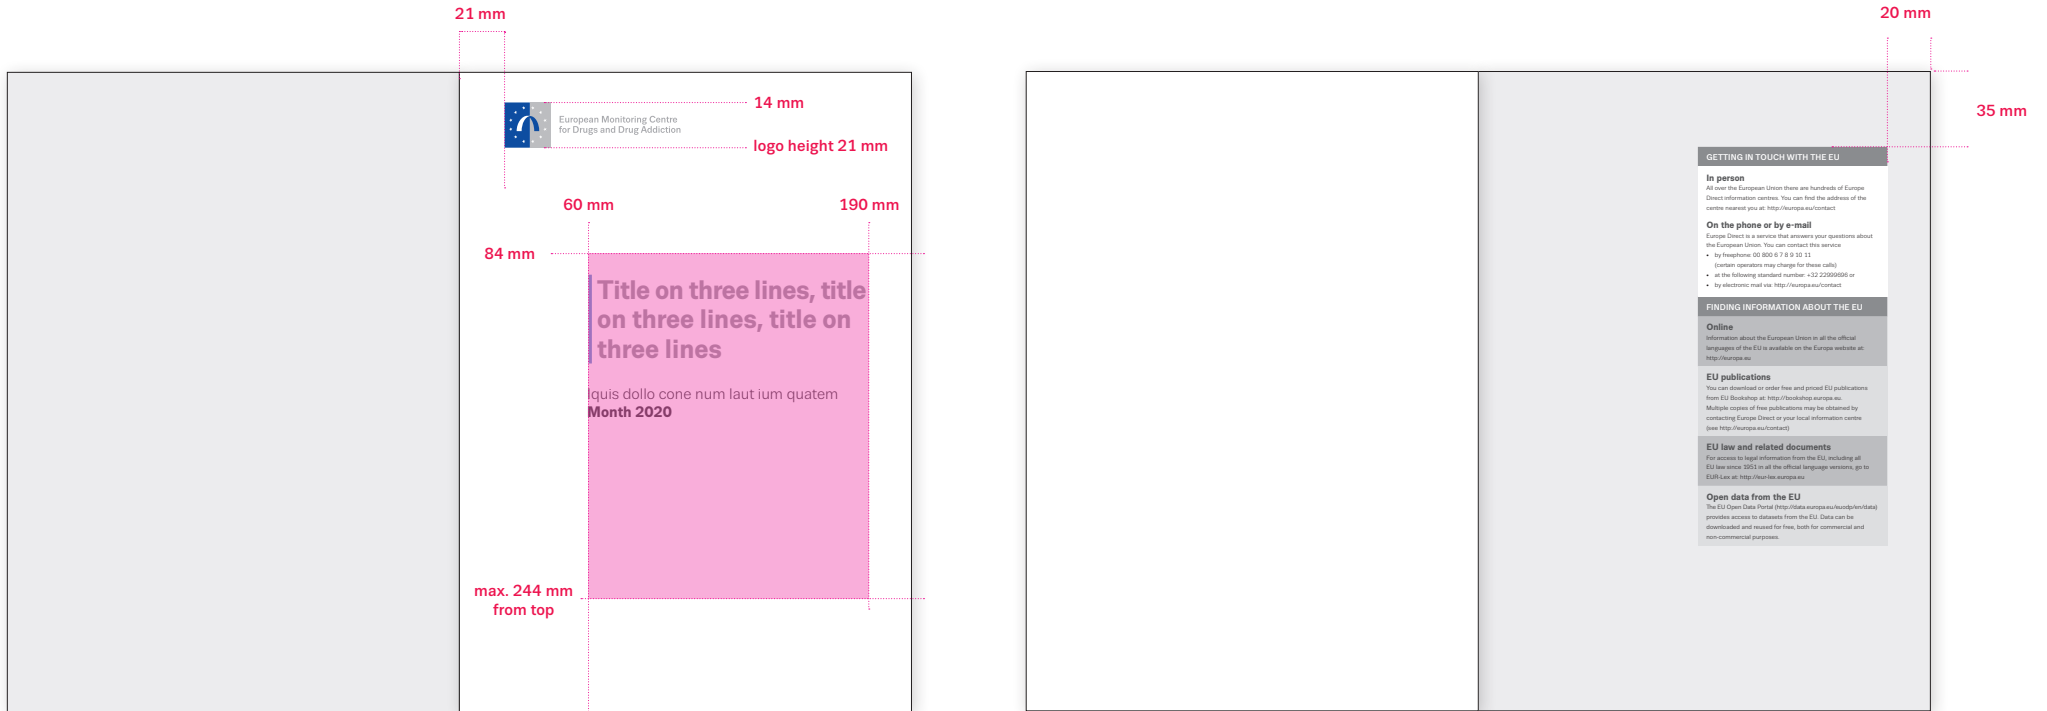 21 mm
14 mm
European Monitoring Centre
for Drugs and Drug Addiction
logo height 21 mm
60 mm
190 mm
84 mm
Title on three lines, title
on three lines, title on
three lines
Iquis dollo cone num laut ium quatem
Month 2020
max. 244 mm
from top
20 mm
35 mm
GETTING IN TOUCH WITH THE EU
In person
All over the European Union there are hundreds of Europe
Direct information centres. You can find the address of the
centre nearest you at: http://europa.eu/contact
On the phone or by e-mail
Europe Direct is a service that answers your questions about
the European Union. You can contact this service
• by freephone: 00 800 6 7 8 9 10 11
(certain operators may charge for these calls)
• at the following standard number: +32 22999696 or
• by electronic mail via: http://europa.eu/contact
FINDING INFORMATION ABOUT THE EU
Online
Information about the European Union in all the official
languages of the EU is available on the Europa website at:
http://europa.eu
EU publications
You can download or order free and priced EU publications
from EU Bookshop at: http://bookshop.europa.eu.
Multiple copies of free publications may be obtained by
contacting Europe Direct or your local information centre
(see http://europa.eu/contact)
EU law and related documents
For access to legal information from the EU, including all
EU law since 1951 in all the official language versions, go to
EUR-Lex at: http://eur-lex.europa.eu
Open data from the EU
The EU Open Data Portal (http://data.europa.eu/euodp/en/data)
provides access to datasets from the EU. Data can be
downloaded and reused for free, both for commercial and
non-commercial purposes.